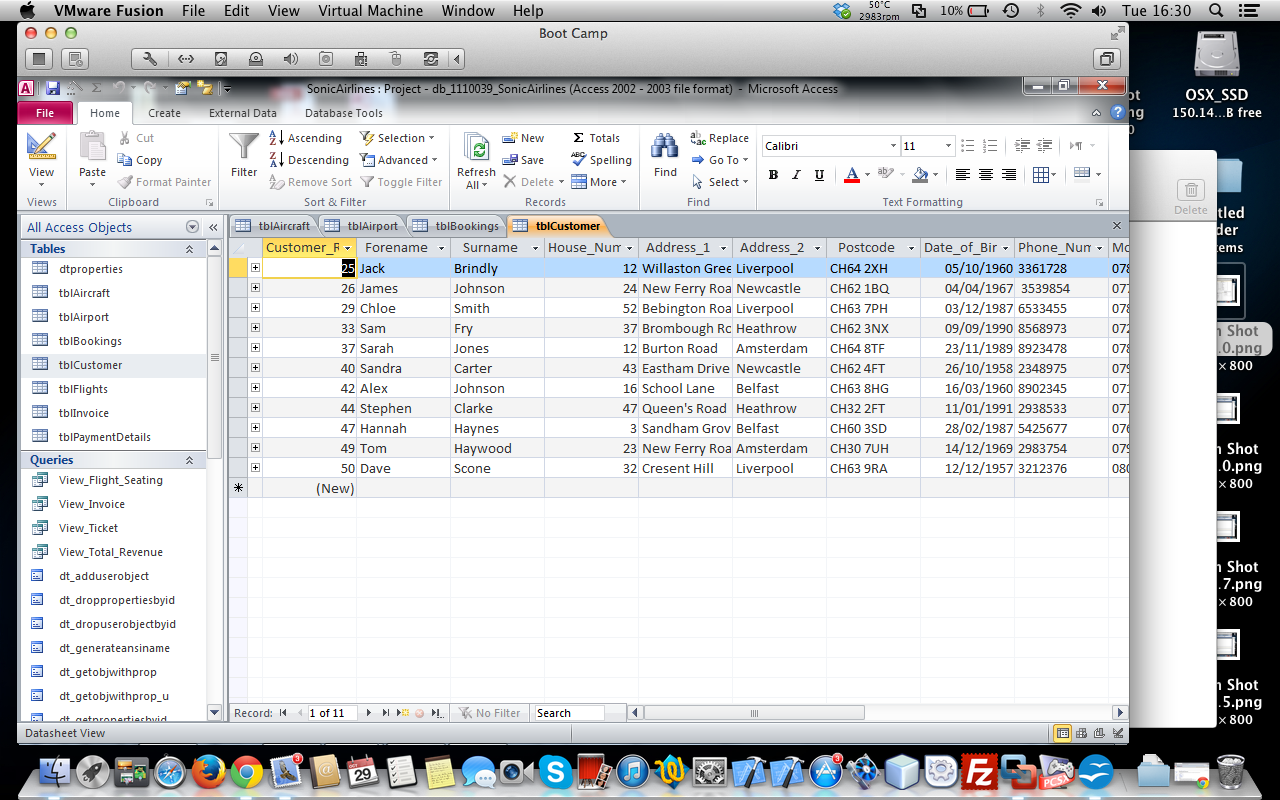 VMware Fusion File Edit View Virtual Machine Window Help 50°C 2983rpm 10% Tue 16:30
Boot Camp
OSX_SSD
150.14...B free
SonicAirlines : Project - db_1110039_SonicAirlines (Access 2002 - 2003 file format) - Microsoft Access
File Home Create External Data Database Tools
View Paste Cut Copy Format Painter
Filter Ascending Descending Remove Sort Selection Advanced Toggle Filter
Refresh All New Save Delete Totals Spelling More
Find Replace Go To Select
Calibri 11
B I U A ab
Views Clipboard Sort & Filter Records Find Text Formatting
Delete
All Access Objects
tblAircraft tblAirport tblBookings tblCustomer
Tables
dtproperties
tblAircraft
tblAirport
tblBookings
tblCustomer
tblFlights
tblInvoice
tblPaymentDetails
Queries
View_Flight_Seating
View_Invoice
View_Ticket
View_Total_Revenue
dt_adduserobject
dt_droppropertiesbyid
dt_dropuserobjectbyid
dt_generateansiname
dt_getobjwithprop
dt_getobjwithprop_u
dt_getpropertiesbyid
Customer_F Forename Surname House_Num Address_1 Address_2 Postcode Date_of_Bir Phone_Num Mo
25 Jack Brindly 12 Willaston Gree Liverpool CH64 2XH 05/10/1960 3361728 078
26 James Johnson 24 New Ferry Roa Newcastle CH62 1BQ 04/04/1967 3539854 077
29 Chloe Smith 52 Bebington Roa Liverpool CH63 7PH 03/12/1987 6533455 078
33 Sam Fry 37 Brombough Rc Heathrow CH62 3NX 09/09/1990 8568973 072
37 Sarah Jones 12 Burton Road Amsterdam CH64 8TF 23/11/1989 8923478 078
40 Sandra Carter 43 Eastham Drive Newcastle CH62 4FT 26/10/1958 2348975 079
42 Alex Johnson 16 School Lane Belfast CH63 8HG 16/03/1960 8902345 071
44 Stephen Clarke 47 Queen's Road Heathrow CH32 2FT 11/01/1991 2938533 077
47 Hannah Haynes 3 Sandham Grov Belfast CH60 3SD 28/02/1987 5425677 076
49 Tom Haywood 23 New Ferry Roa Amsterdam CH30 7UH 14/12/1969 2983754 079
50 Dave Scone 32 Cresent Hill Liverpool CH63 9RA 12/12/1957 3212376 080
(New)
Record: 1 of 11 No Filter Search
Datasheet View
ot
ng
0
tled
der
tems
n Shot
.0.png
×800
n Shot
.0.png
×800
n Shot
.7.png
×800
n Shot
.5.png
×800
OCT
29
3
3
PCSX